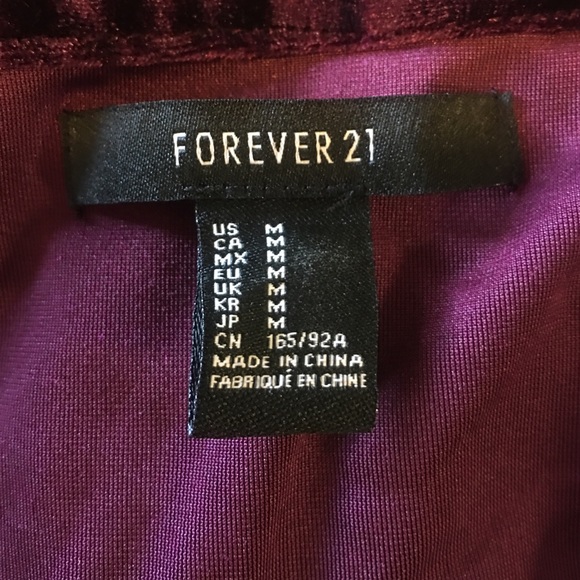 FOREVER 21
US M
CA M
MX M
EU M
UK M
KR M
JP M
CN 165/92A
MADE IN CHINA
FABRIQUÉ EN CHINE